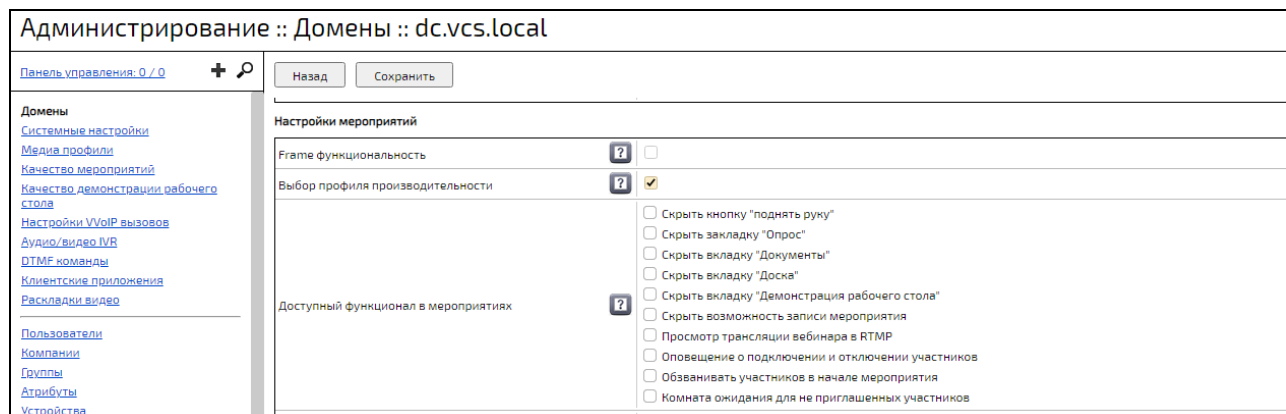 Администрирование :: Домены :: dc.vcs.local
Панель управления: 0 / 0
Назад
Сохранить
Домены
Системные настройки
Медиа профили
Качество мероприятий
Качество демонстрации рабочего
стола
Настройки VVoIP вызовов
Аудио/видео IVR
DTMF команды
Клиентские приложения
Раскладки видео
Пользователи
Компании
Группы
Атрибуты
Устройства
Настройки мероприятий
Frame функциональность
?
Выбор профиля производительности
?
Доступный функционал в мероприятиях
?
Скрыть кнопку "поднять руку"
Скрыть закладку "Опрос"
Скрыть вкладку "Документы"
Скрыть вкладку "Доска"
Скрыть вкладку "Демонстрация рабочего стола"
Скрыть возможность записи мероприятия
Просмотр трансляции вебинара в RTMP
Оповещение о подключении и отключении участников
Обзванивать участников в начале мероприятия
Комната ожидания для не приглашенных участников